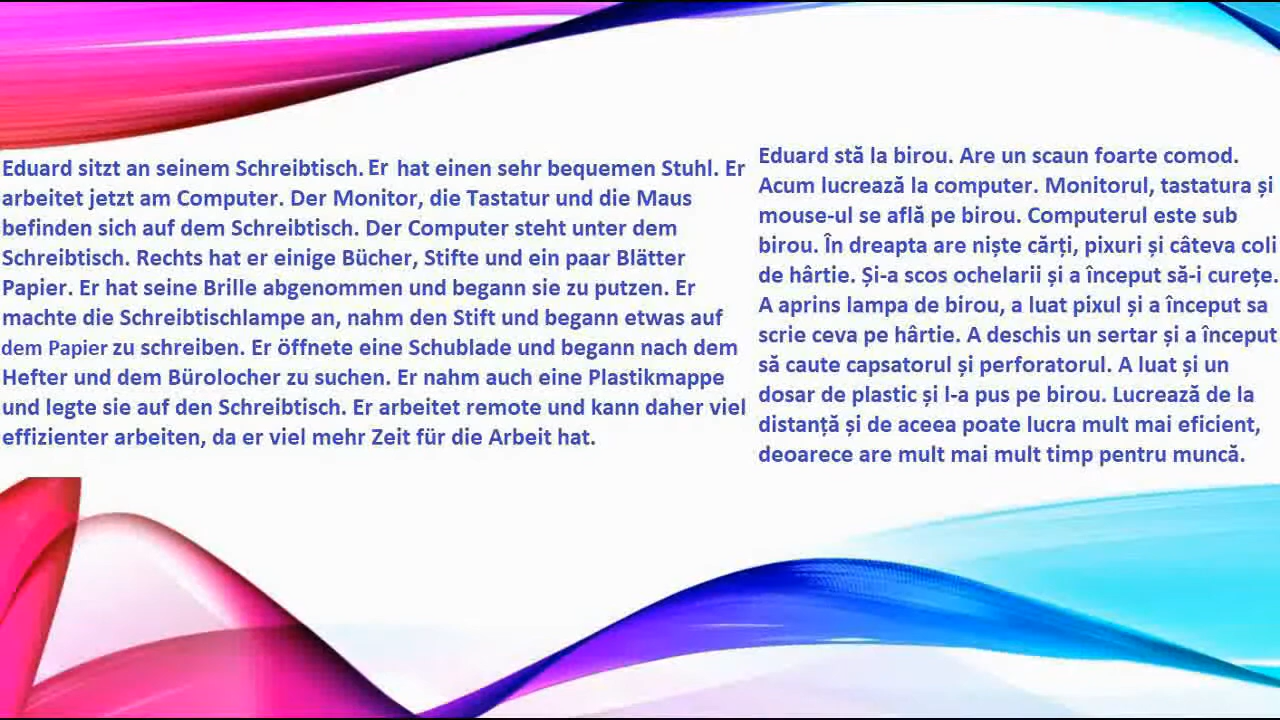 Eduard sitzt an seinem Schreibtisch. Er hat einen sehr bequemen Stuhl. Er
arbeitet jetzt am Computer. Der Monitor, die Tastatur und die Maus
befinden sich auf dem Schreibtisch. Der Computer steht unter dem
Schreibtisch. Rechts hat er einige Bücher, Stifte und ein paar Blätter
Papier. Er hat seine Brille abgenommen und begann sie zu putzen. Er
machte die Schreibtischlampe an, nahm den Stift und begann etwas auf
dem Papier zu schreiben. Er öffnete eine Schublade und begann nach dem
Hefter und dem Bürolocher zu suchen. Er nahm auch eine Plastikmappe
und legte sie auf den Schreibtisch. Er arbeitet remote und kann daher viel
effizienter arbeiten, da er viel mehr Zeit für die Arbeit hat.
Eduard stă la birou. Are un scaun foarte comod.
Acum lucrează la computer. Monitorul, tastatura și
mouse-ul se află pe birou. Computerul este sub
birou. În dreapta are niște cărți, pixuri și câteva coli
de hârtie. Și-a scos ochelarii și a început să-i curețe.
A aprins lampa de birou, a luat pixul și a început sa
scrie ceva pe hârtie. A deschis un sertar și a început
să caute capsatorul și perforatorul. A luat și un
dosar de plastic și l-a pus pe birou. Lucrează de la
distanță și de aceea poate lucra mult mai eficient,
deoarece are mult mai mult timp pentru muncă.